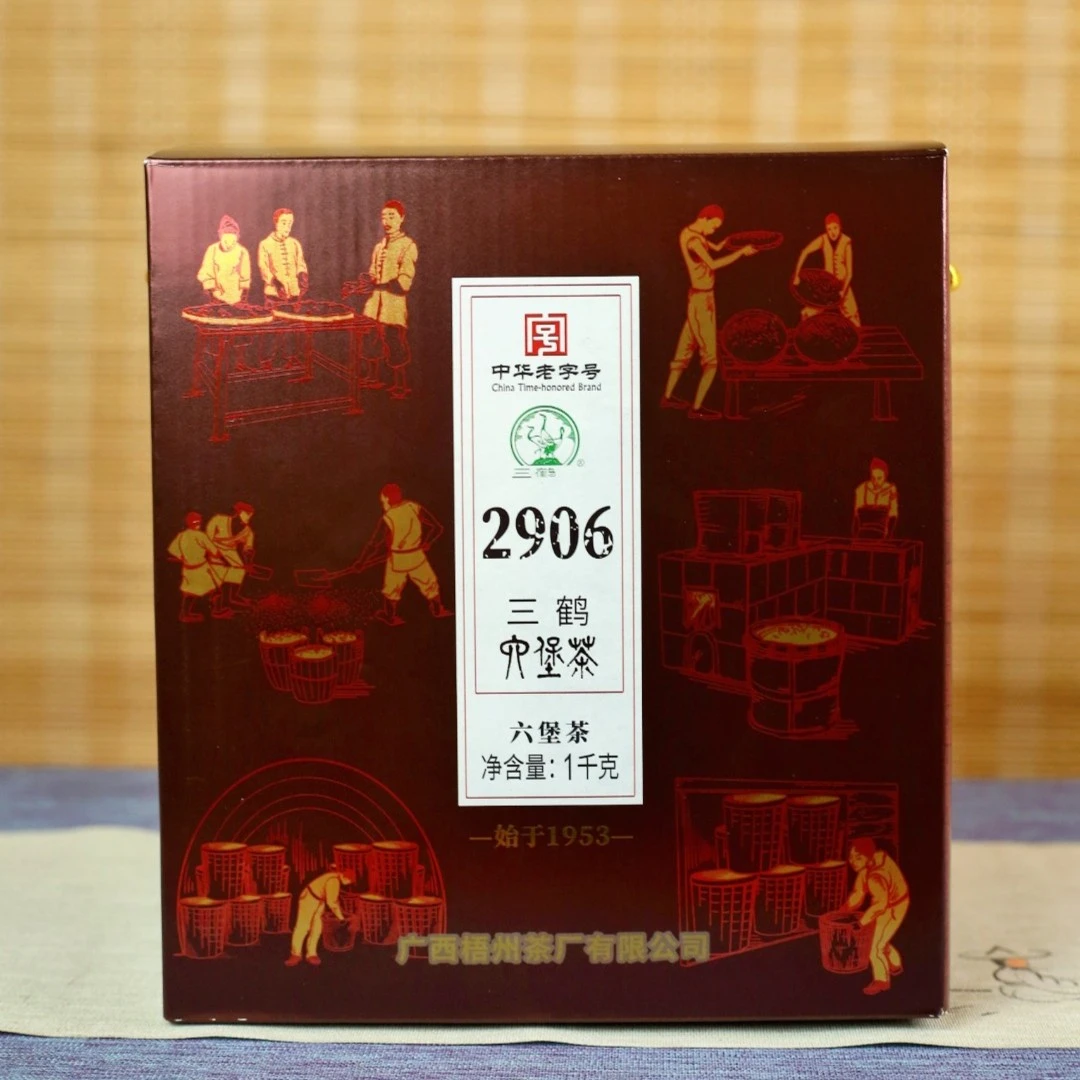 中华老字号
China Time-honored Brand
三鹤
®
2906
三鹤
六堡茶
六堡茶
净含量:1千克
—始于1953—
广西梧州茶厂有限公司